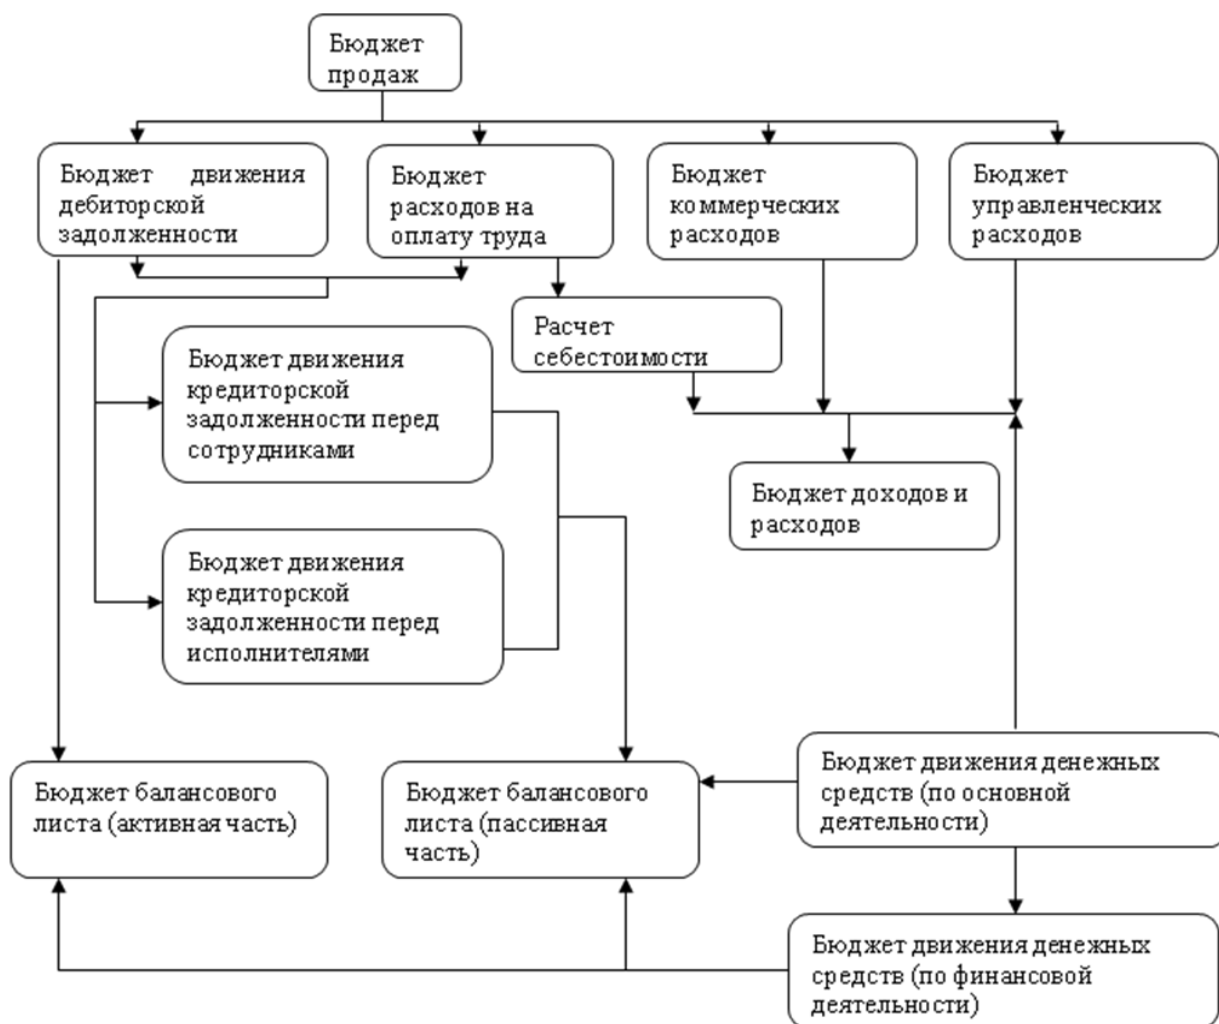 Бюджет
продаж
Бюджет движения
дебиторской
задолженности
Бюджет
расходов на
оплату труда
Бюджет
коммерческих
расходов
Бюджет
управленческих
расходов
Расчет
себестоимости
Бюджет движения
кредиторской
задолженности перед
сотрудниками
Бюджет доходов и
расходов
Бюджет движения
кредиторской
задолженности перед
исполнителями
Бюджет балансового
листа (активная часть)
Бюджет балансового
листа (пассивная
часть)
Бюджет движения денежных
средств (по основной
деятельности)
Бюджет движения денежных
средств (по финансовой
деятельности)